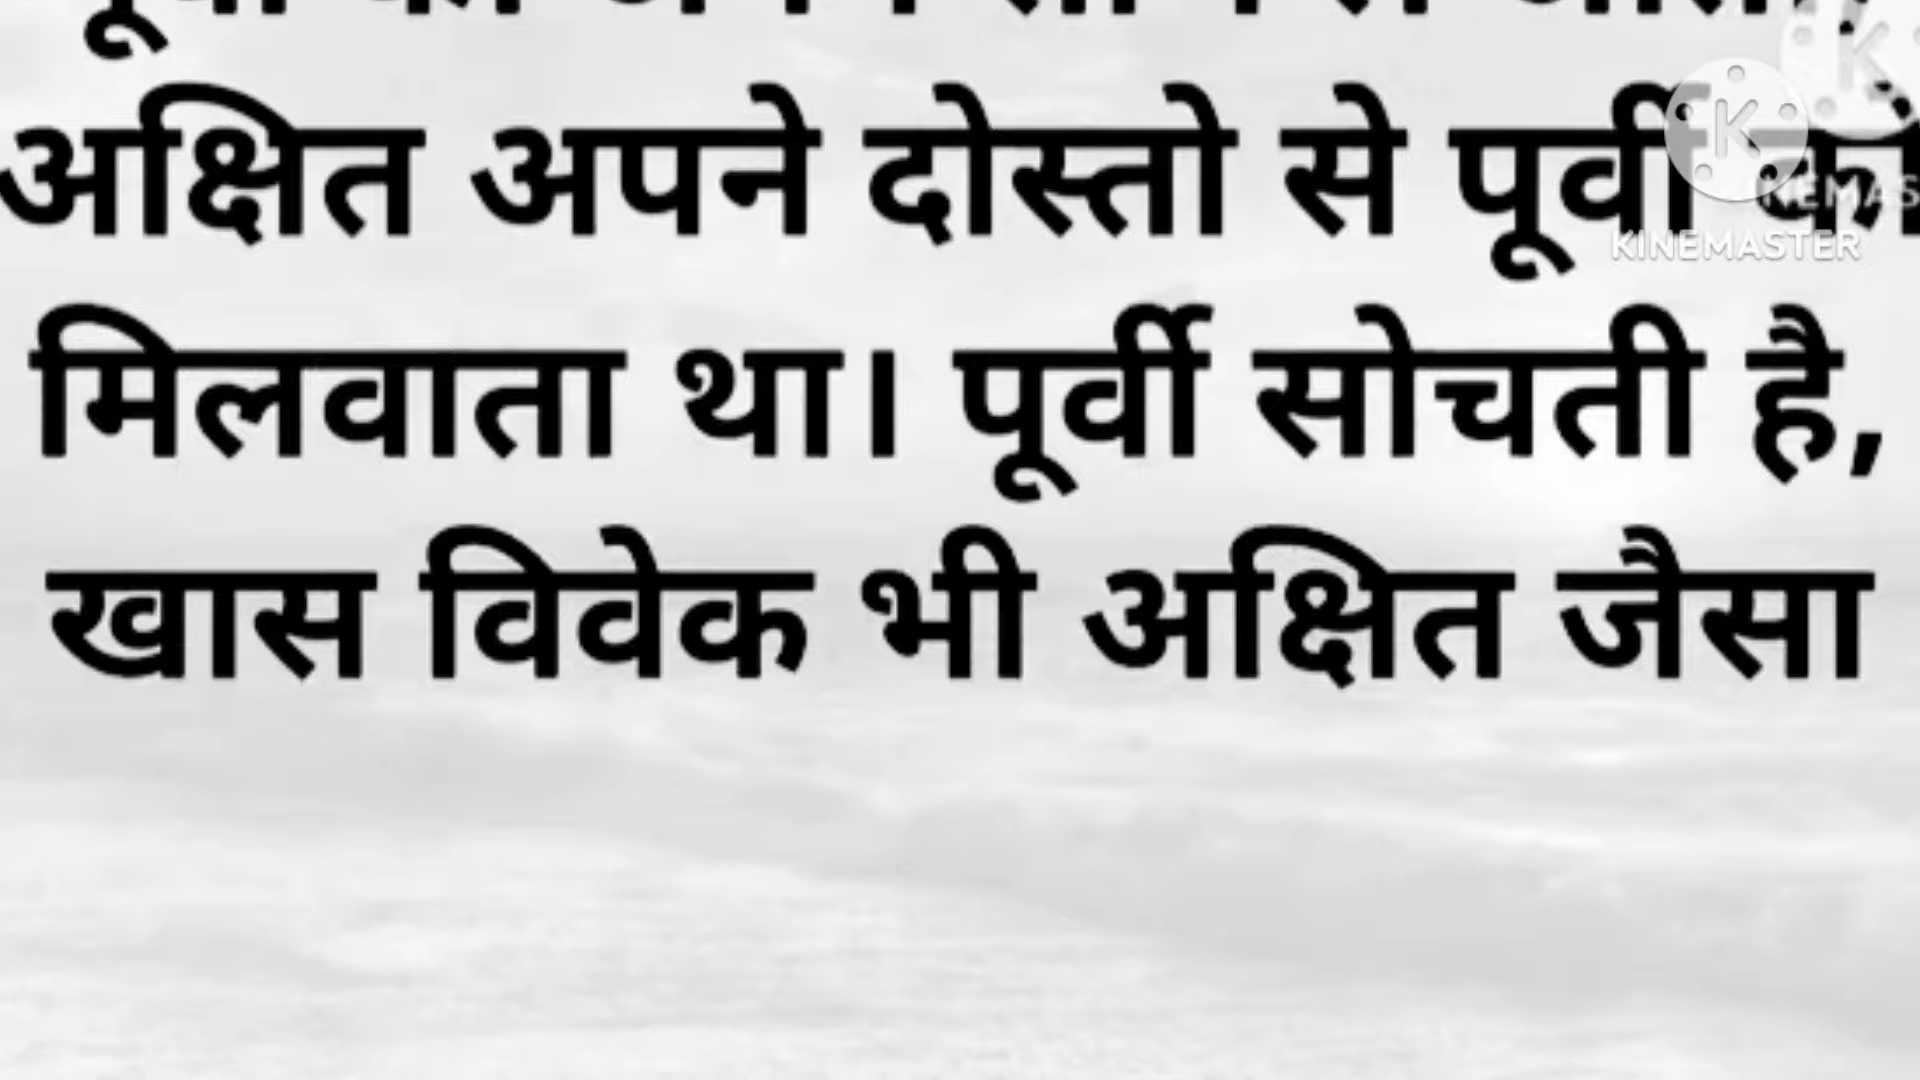 अक्षित अपने दोस्तो से पूर्वी को
मिलवाता था। पूर्वी सोचती है,
खास विवेक भी अक्षित जैसा
KINEMASTER